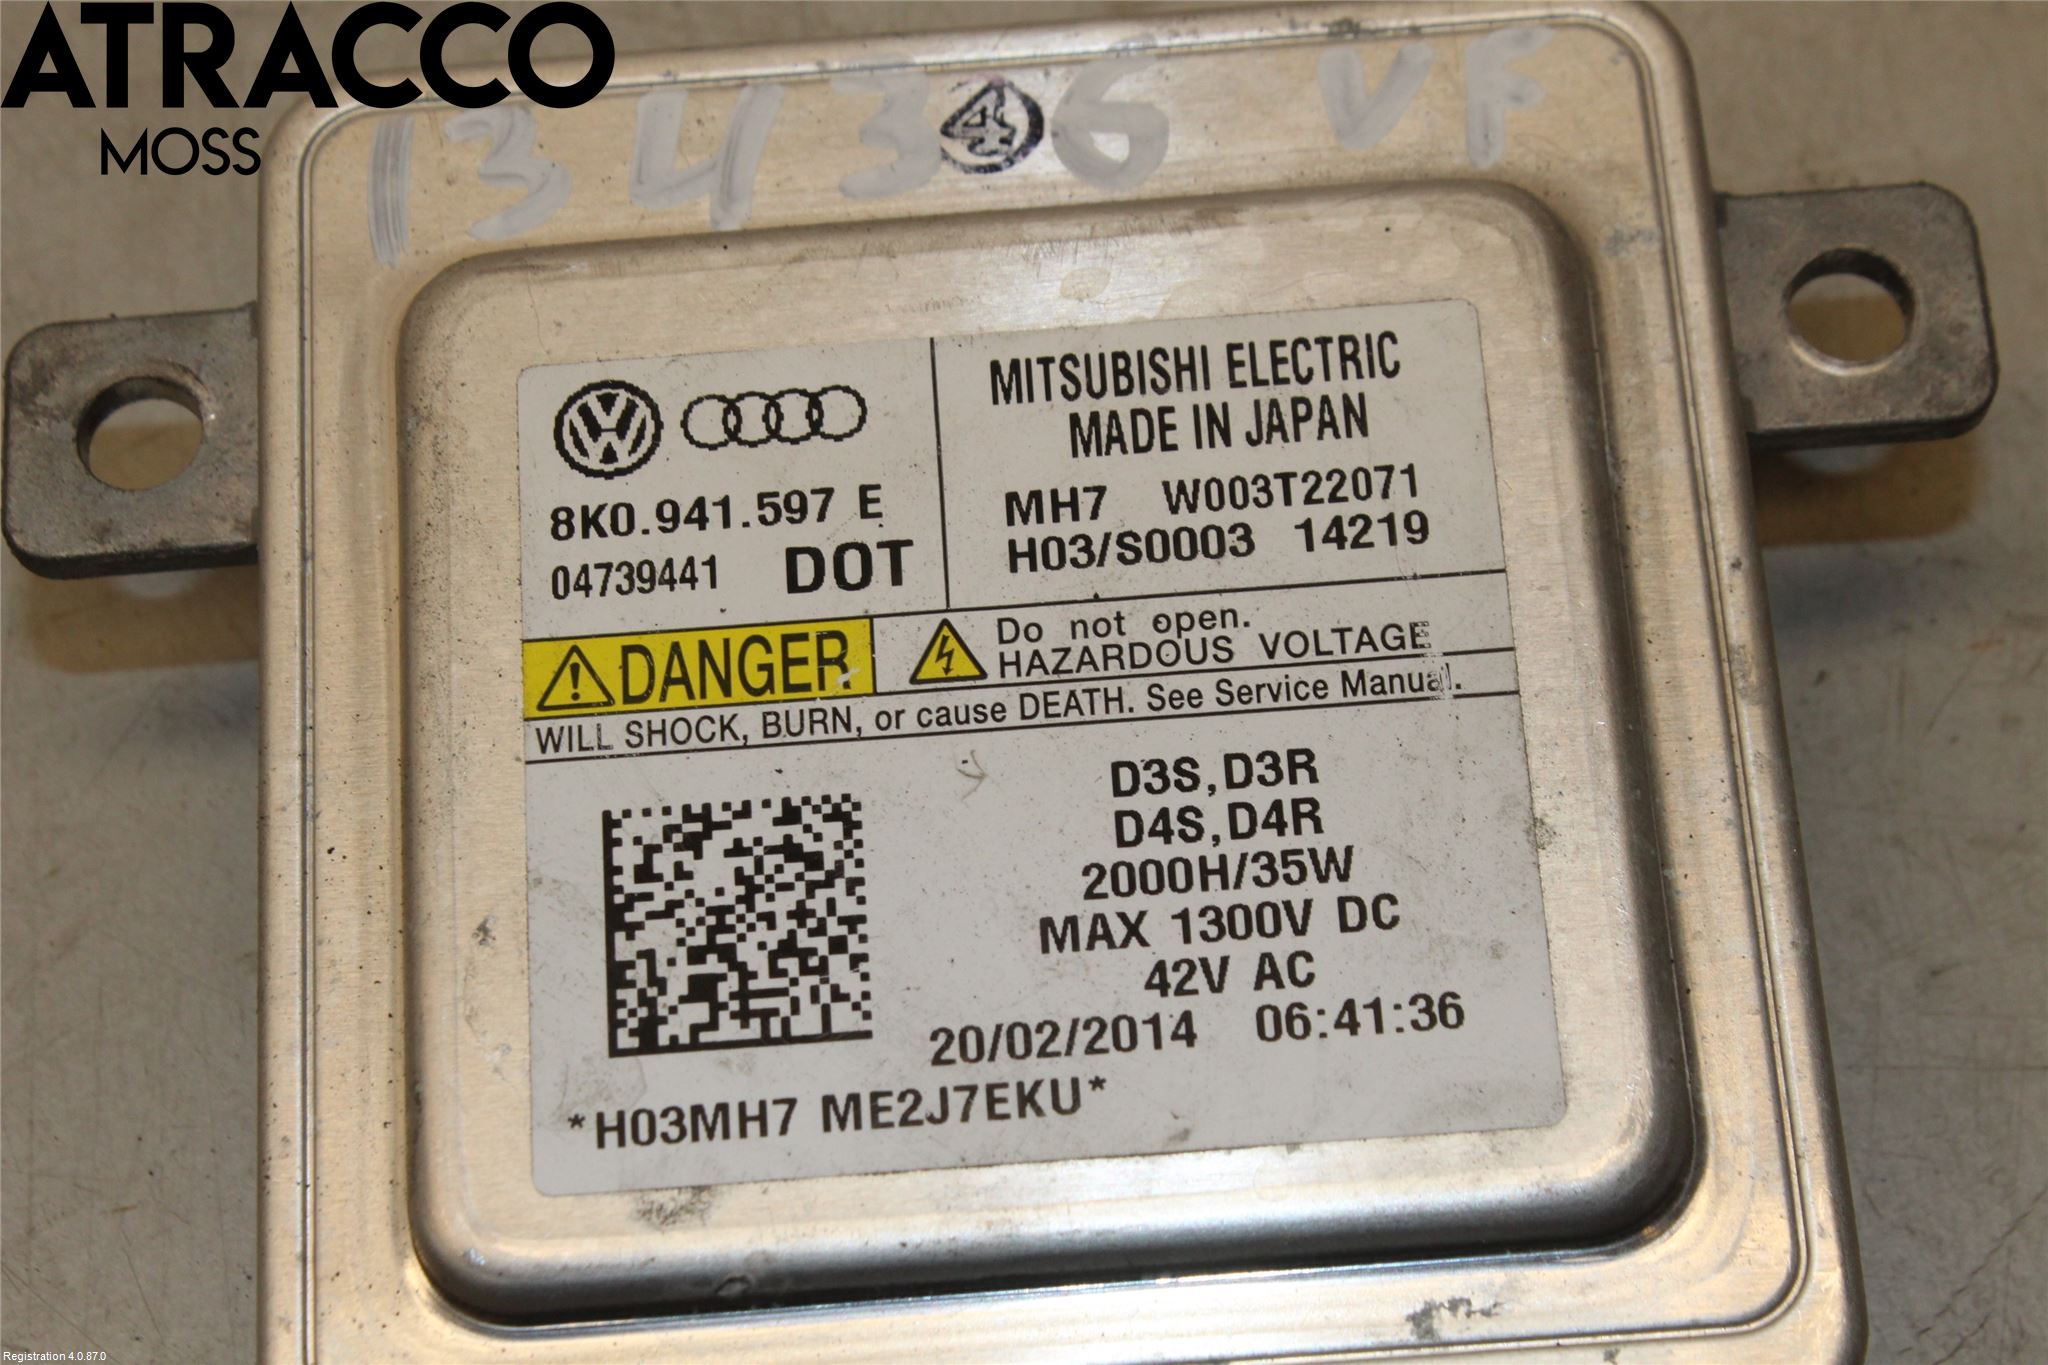 ATRACCO
MOSS
13436 VF
4
8K0.941.597 E
04739441 DOT
MITSUBISHI ELECTRIC
MADE IN JAPAN
MH7 W003T22071
H03/S0003 14219
DANGER
Do not open.
HAZARDOUS VOLTAGE
WILL SHOCK, BURN, or cause DEATH. See Service Manual.
D3S,D3R
D4S,D4R
2000H/35W
MAX 1300V DC
42V AC
20/02/2014 06:41:36
*H03MH7 ME2J7EKU*
Registration 4.0.87.0